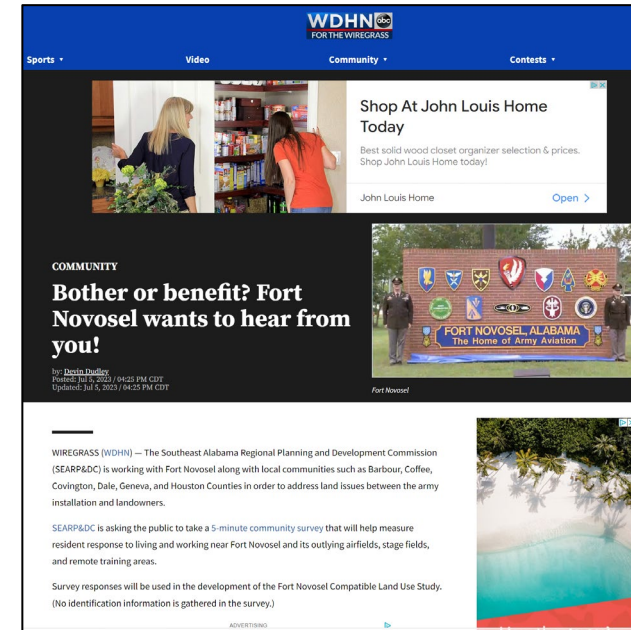 WDHN abc
FOR THE WIREGRASS
Sports ▾ Video Community ▾ Contests ▾
Shop At John Louis Home
Today
Best solid wood closet organizer selection & prices.
Shop John Louis Home today!
John Louis Home Open >
COMMUNITY
Bother or benefit? Fort
Novosel wants to hear from
you!
by: Devin Dudley
Posted: Jul 5, 2023 / 04:25 PM CDT
Updated: Jul 5, 2023 / 04:25 PM CDT
FORT NOVOSEL, ALABAMA
The Home of Army Aviation
Fort Novosel
WIREGRASS (WDHN) — The Southeast Alabama Regional Planning and Development Commission
(SEARP&DC) is working with Fort Novosel along with local communities such as Barbour, Coffee,
Covington, Dale, Geneva, and Houston Counties in order to address land issues between the army
installation and landowners.
SEARP&DC is asking the public to take a 5-minute community survey that will help measure
resident response to living and working near Fort Novosel and its outlying airfields, stage fields,
and remote training areas.
Survey responses will be used in the development of the Fort Novosel Compatible Land Use Study.
(No identification information is gathered in the survey.)
ADVERTISING